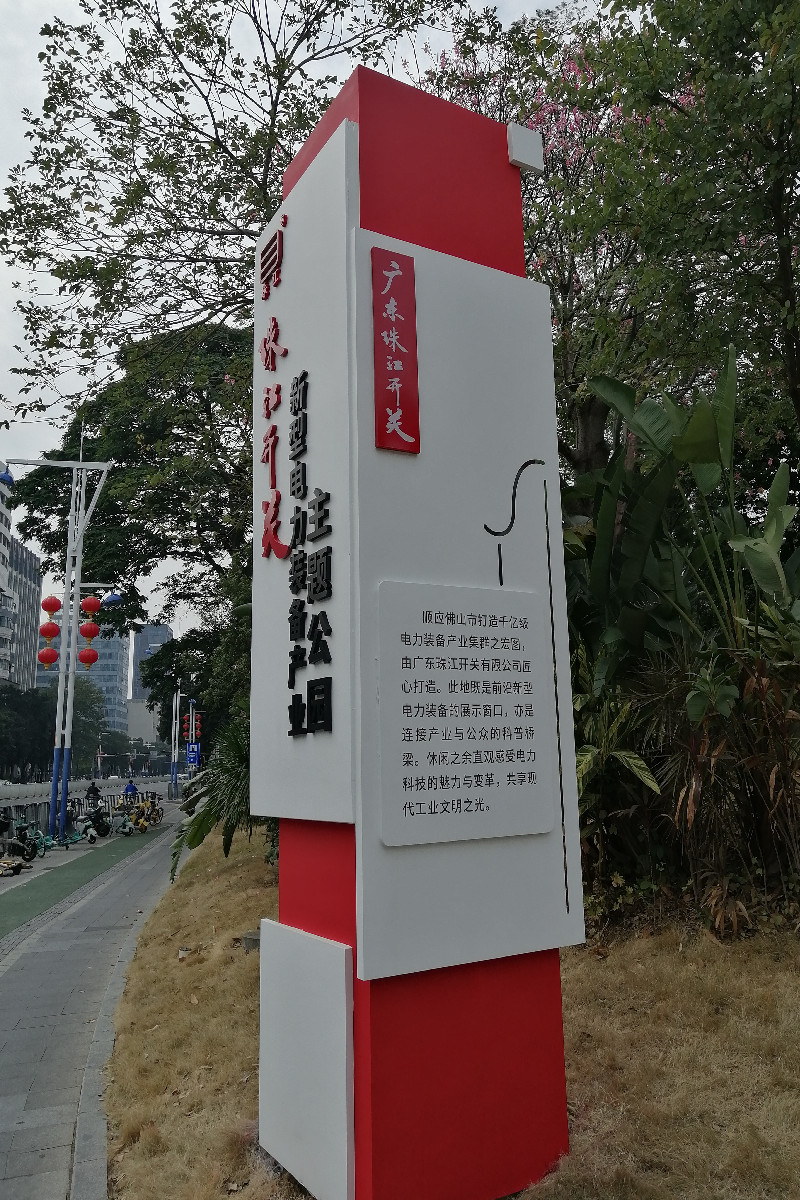 珠江开关
新型电力装备产业
主题公园
广东珠江开关
顺应佛山市打造千亿级
电力装备产业集群之宏图，
由广东珠江开关有限公司匠
心打造。此地既是前沿新型
电力装备的展示窗口，亦是
连接产业与公众的科普桥
梁。休闲之余直观感受电力
科技的魅力与变革，共享现
代工业文明之光。